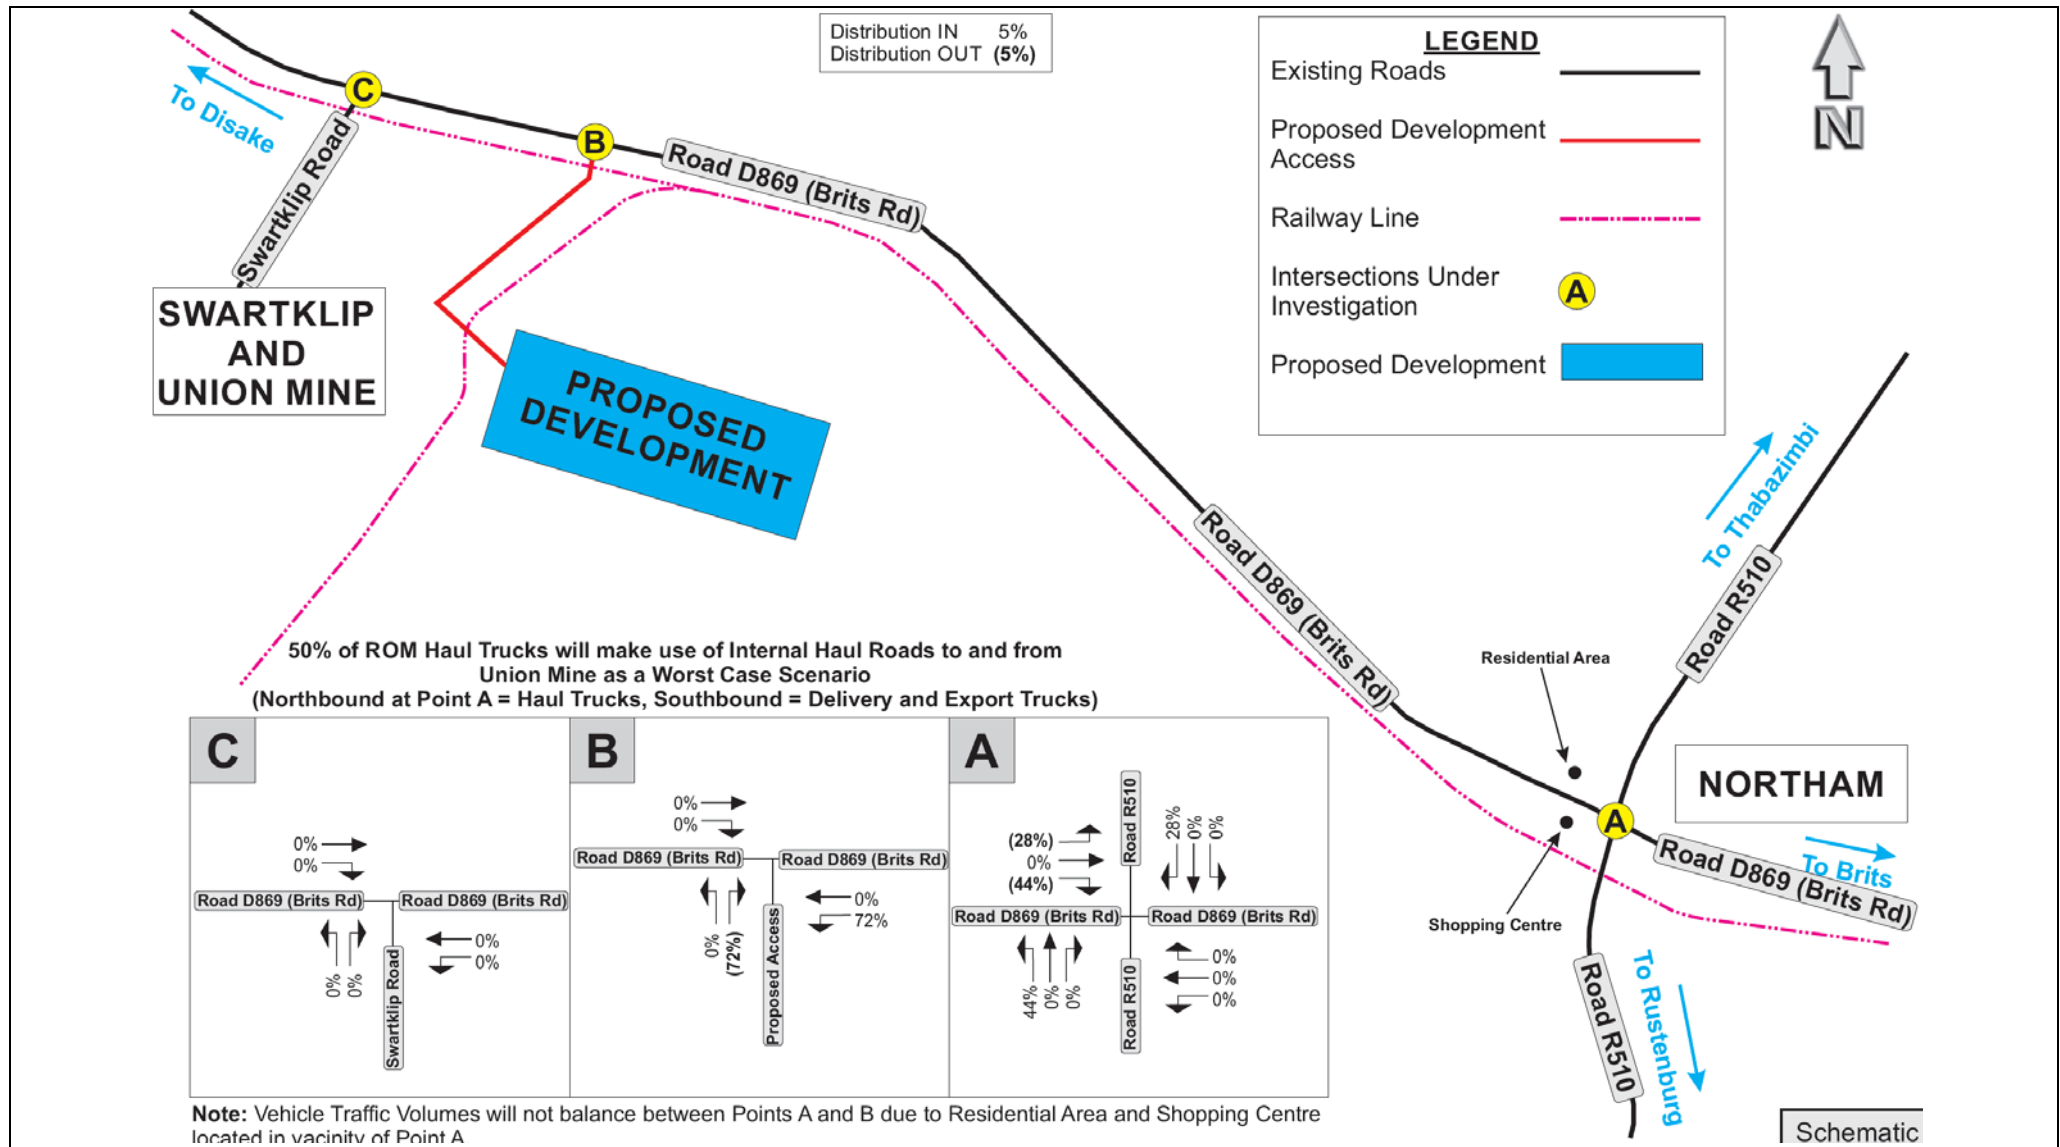 Distribution IN 5%
Distribution OUT (5%)
LEGEND
Existing Roads
Proposed Development
Access
Railway Line
Intersections Under
Investigation
A
Proposed Development
N
C
To Disake
B
Road D869 (Brits Rd)
Swartklip Road
SWARTKLIP
AND
UNION MINE
PROPOSED
DEVELOPMENT
To Thabazimbi
Road R510
Road D869 (Brits Rd)
Residential Area
NORTHAM
A
Road D869 (Brits Rd)
To Brits
Shopping Centre
Road R510
To Rustenburg
50% of ROM Haul Trucks will make use of Internal Haul Roads to and from
Union Mine as a Worst Case Scenario
(Northbound at Point A = Haul Trucks, Southbound = Delivery and Export Trucks)
C
0%
0%
Road D869 (Brits Rd)
Road D869 (Brits Rd)
0%
0%
0%
0%
Swartklip Road
B
0%
0%
Road D869 (Brits Rd)
Road D869 (Brits Rd)
0%
72%
0%
(72%)
Proposed Access
A
Road R510
(28%)
0%
(44%)
28%
0%
0%
Road D869 (Brits Rd)
Road D869 (Brits Rd)
44%
0%
0%
0%
0%
0%
Road R510
Note: Vehicle Traffic Volumes will not balance between Points A and B due to Residential Area and Shopping Centre
located in vacinity of Point A
Schematic